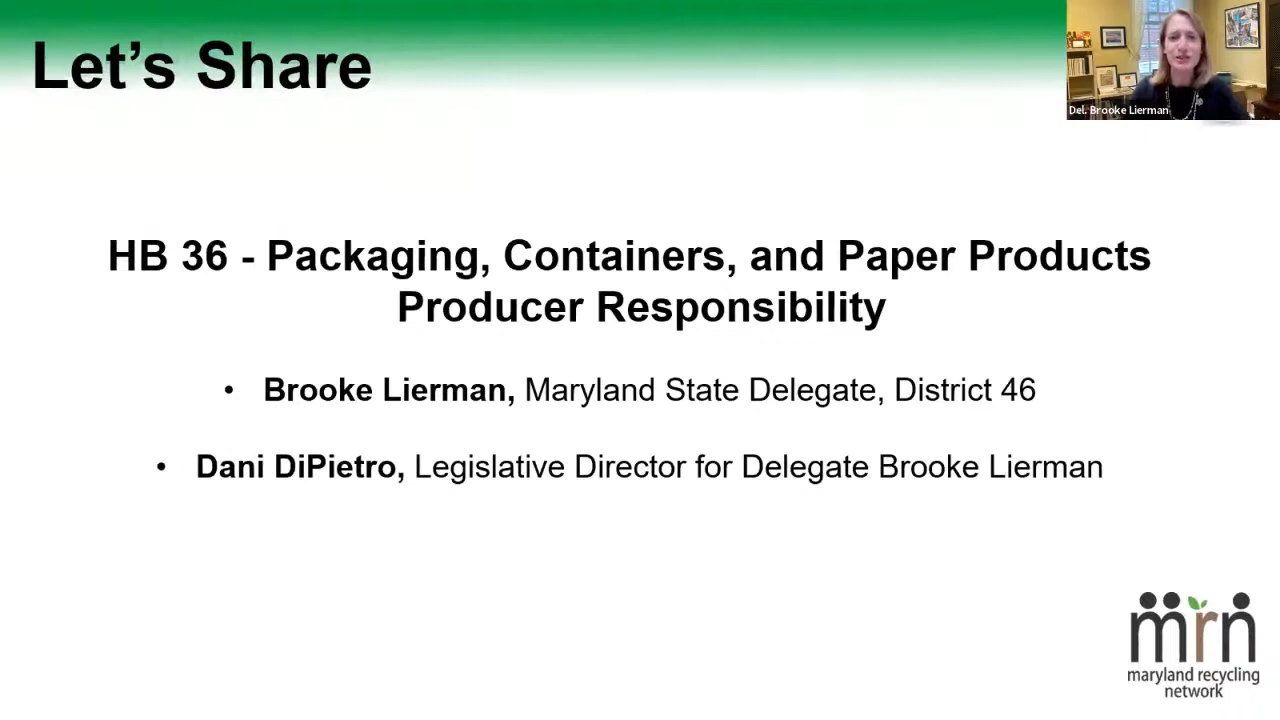 Let's Share
Del. Brooke Lierman
HB 36 - Packaging, Containers, and Paper Products
Producer Responsibility
• Brooke Lierman, Maryland State Delegate, District 46
• Dani DiPietro, Legislative Director for Delegate Brooke Lierman
mrn
maryland recycling
network